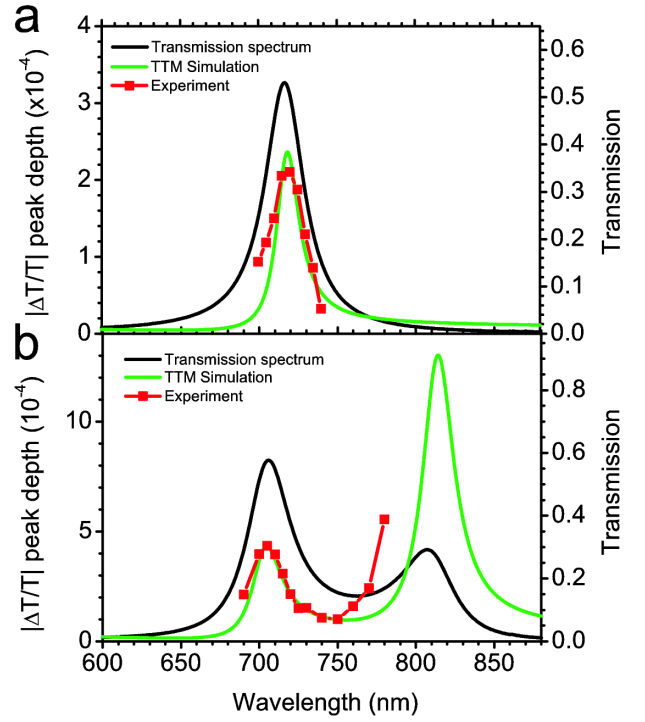 a
4
3
2
1
0
|ΔT/T| peak depth (x10⁻⁴)
Transmission spectrum
TTM Simulation
Experiment
0.6
0.5
0.4
0.3
0.2
0.1
0.0
Transmission
b
10
5
0
|ΔT/T| peak depth (10⁻⁴)
Transmission spectrum
TTM Simulation
Experiment
0.8
0.6
0.4
0.2
0.0
Transmission
600 650 700 750 800 850
Wavelength (nm)